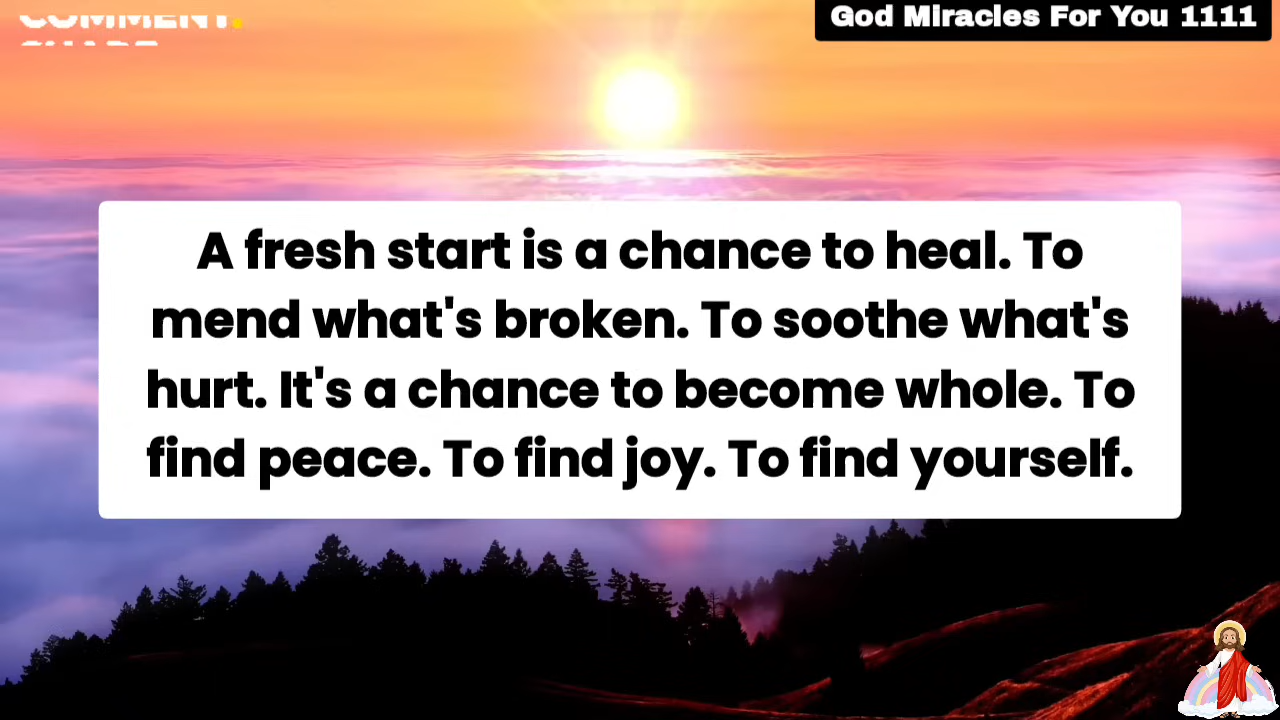 COMMENT.
God Miracles For You 1111
A fresh start is a chance to heal. To
mend what's broken. To soothe what's
hurt. It's a chance to become whole. To
find peace. To find joy. To find yourself.